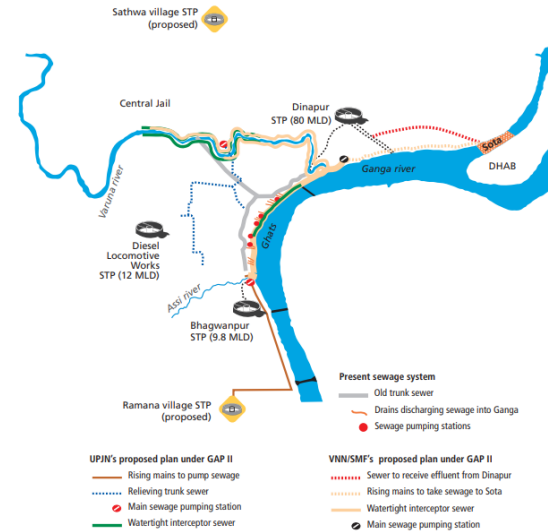 Sathwa village STP
(proposed)
Central Jail
Dinapur
STP (80 MLD)
Sota
DHAB
Ganga river
Varuna river
Ghats
Diesel
Locomotive
Works
STP (12 MLD)
Assi river
Bhagwanpur
STP (9.8 MLD)
Ramana village STP
(proposed)
Present sewage system
Old trunk sewer
Drains discharging sewage into Ganga
Sewage pumping stations
UPJN's proposed plan under GAP II
Rising mains to pump sewage
Relieving trunk sewer
Main sewage pumping station
Watertight interceptor sewer
VNN/SMF's proposed plan under GAP II
Sewer to receive effluent from Dinapur
Rising mains to take sewage to Sota
Watertight interceptor sewer
Main sewage pumping station